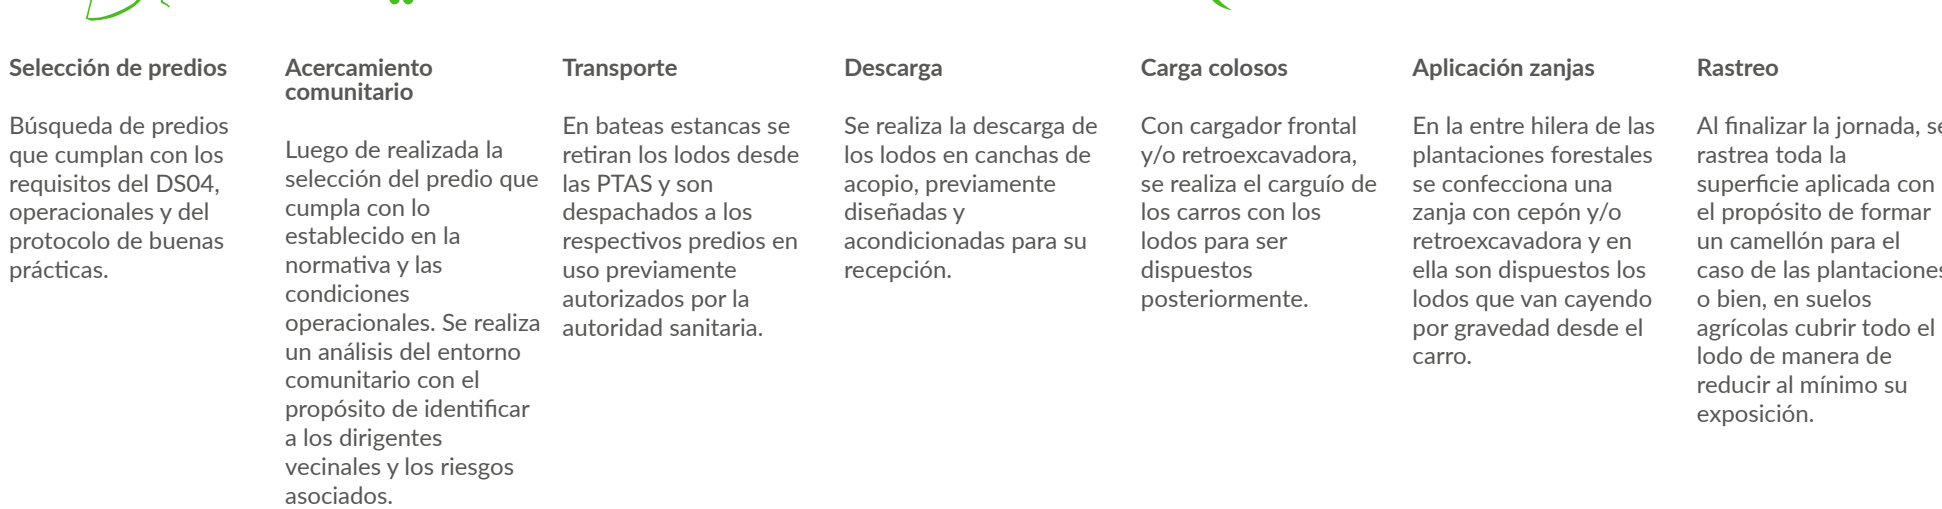 Selección de predios
Búsqueda de predios
que cumplan con los
requisitos del DS04,
operacionales y del
protocolo de buenas
prácticas.
Acercamiento
comunitario
Luego de realizada la
selección del predio que
cumpla con lo
establecido en la
normativa y las
condiciones
operacionales. Se realiza
un análisis del entorno
comunitario con el
propósito de identificar
a los dirigentes
vecinales y los riesgos
asociados.
Transporte
En bateas estancas se
retiran los lodos desde
las PTAS y son
despachados a los
respectivos predios en
uso previamente
autorizados por la
autoridad sanitaria.
Descarga
Se realiza la descarga de
los lodos en canchas de
acopio, previamente
diseñadas y
acondicionadas para su
recepción.
Carga colosos
Con cargador frontal
y/o retroexcavadora,
se realiza el carguío de
los carros con los
lodos para ser
dispuestos
posteriormente.
Aplicación zanjas
En la entre hilera de las
plantaciones forestales
se confecciona una
zanja con cepón y/o
retroexcavadora y en
ella son dispuestos los
lodos que van cayendo
por gravedad desde el
carro.
Rastreo
Al finalizar la jornada, se
rastrea toda la
superficie aplicada con
el propósito de formar
un camellón para el
caso de las plantaciones
o bien, en suelos
agrícolas cubrir todo el
lodo de manera de
reducir al mínimo su
exposición.